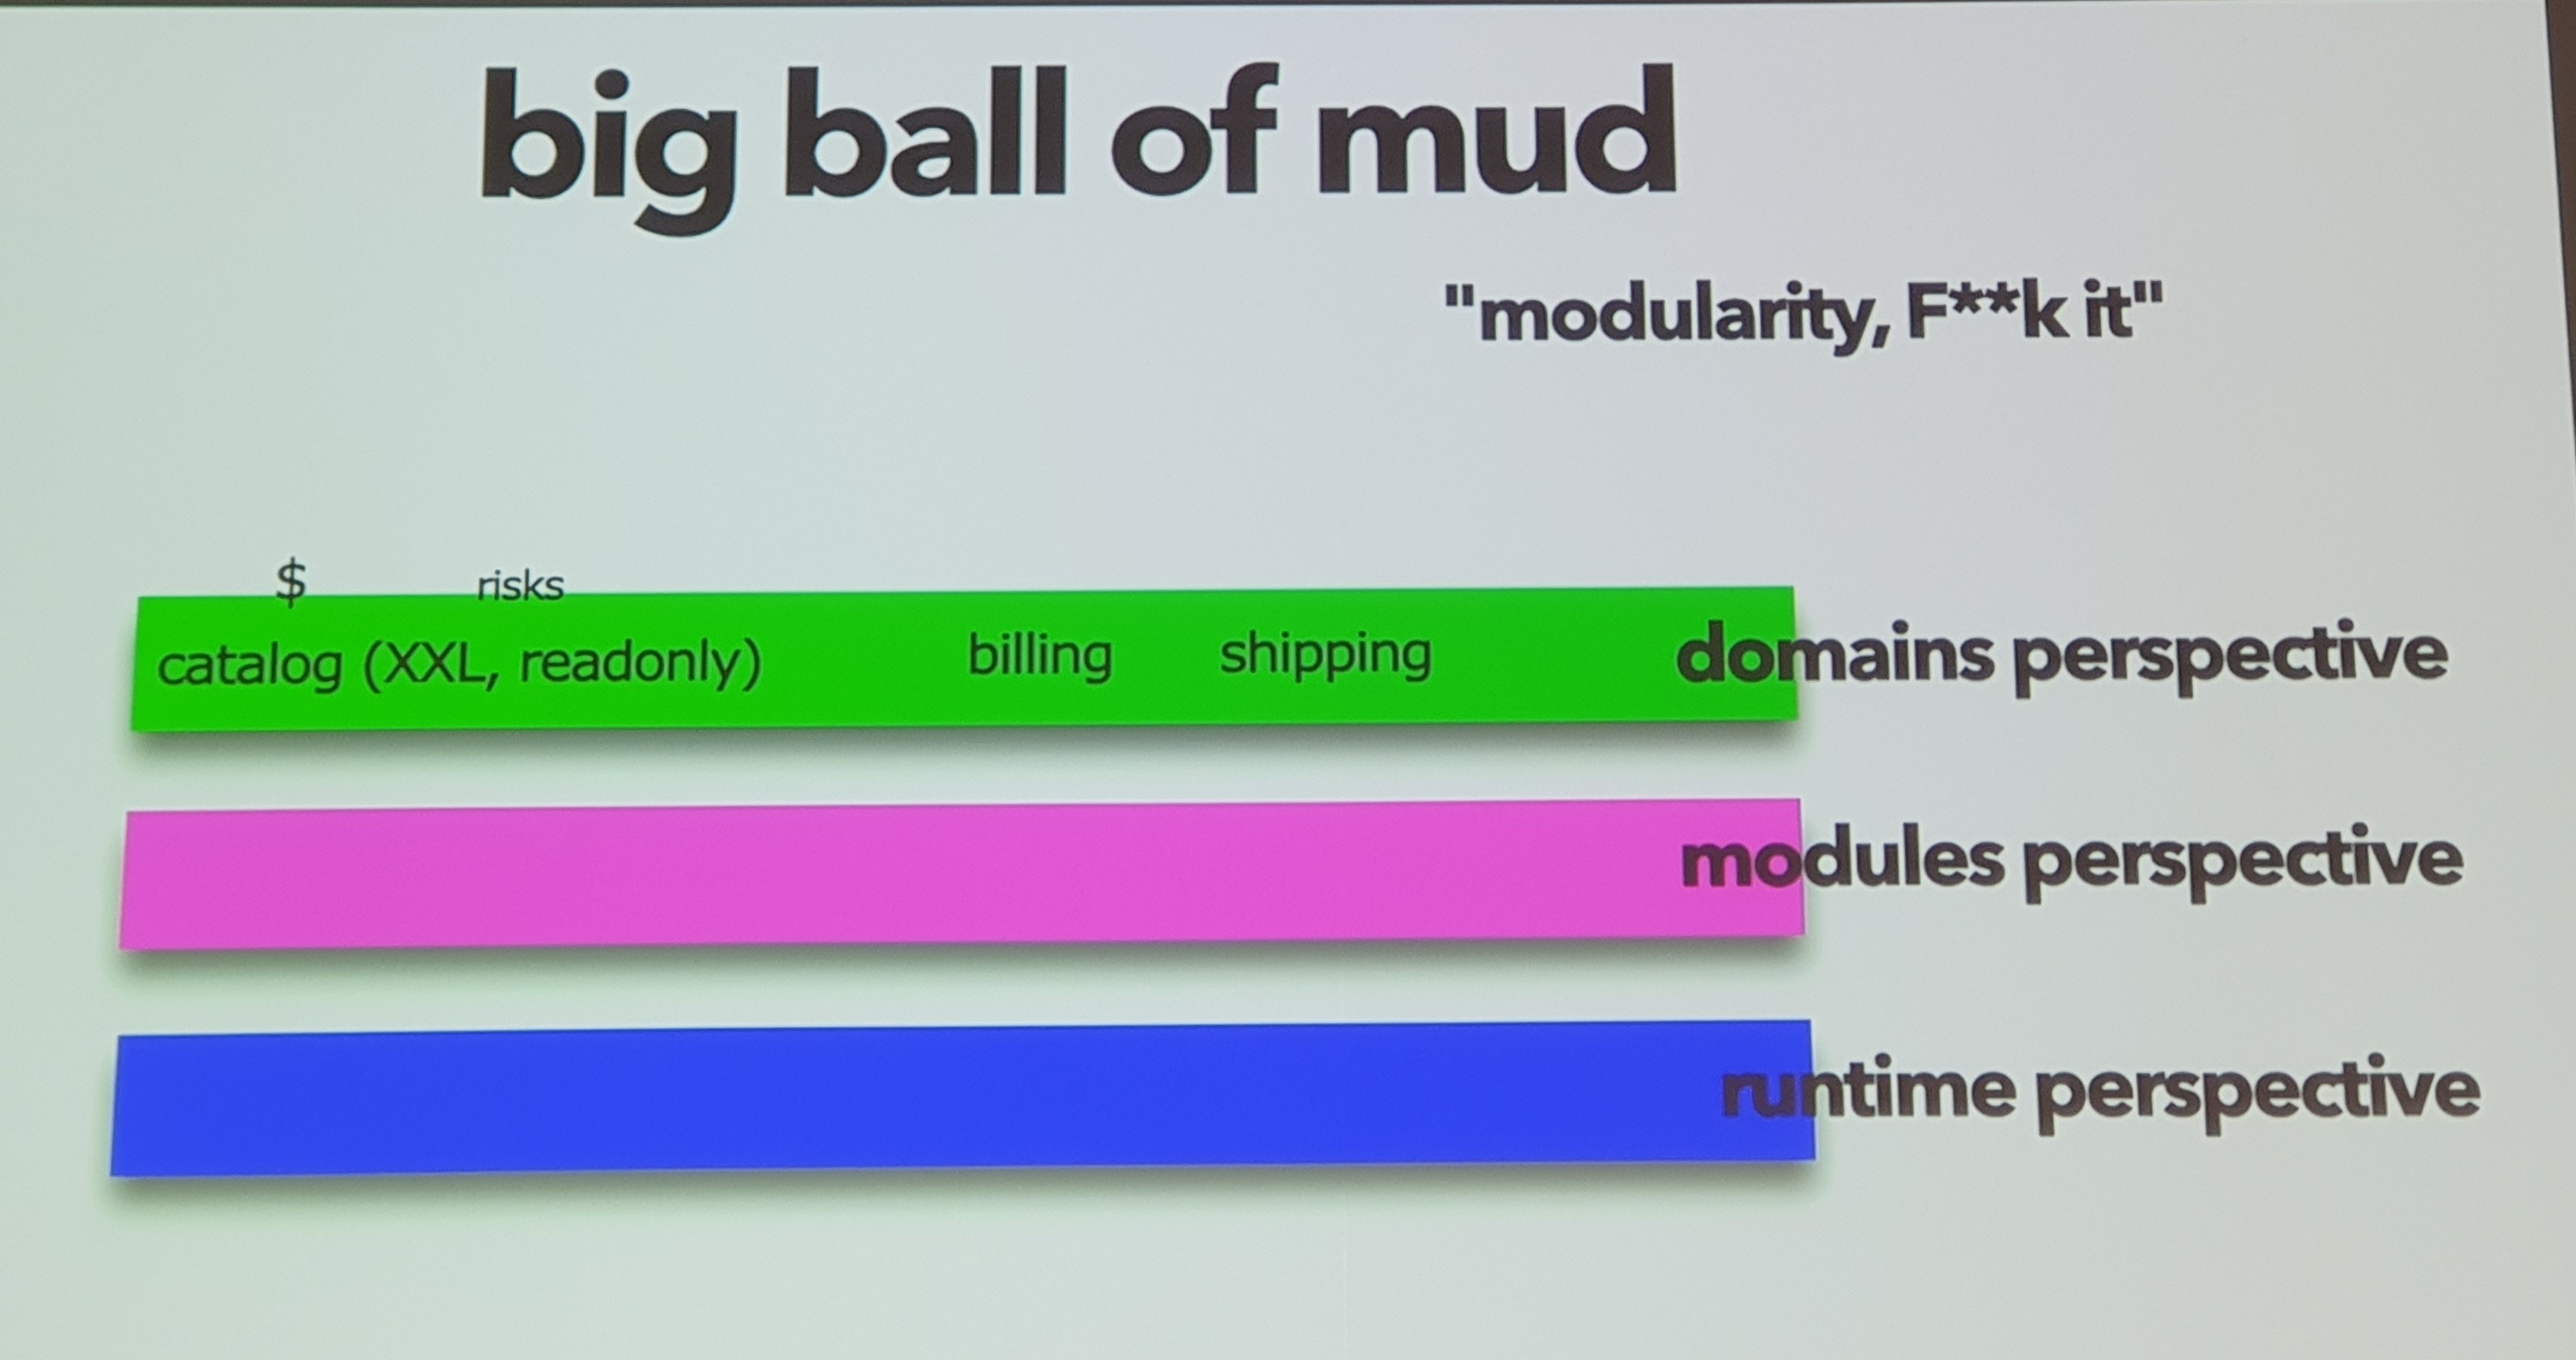 big ball of mud
"modularity, F**k it"
$ risks
catalog (XXL, readonly) billing shipping domains perspective
modules perspective
runtime perspective